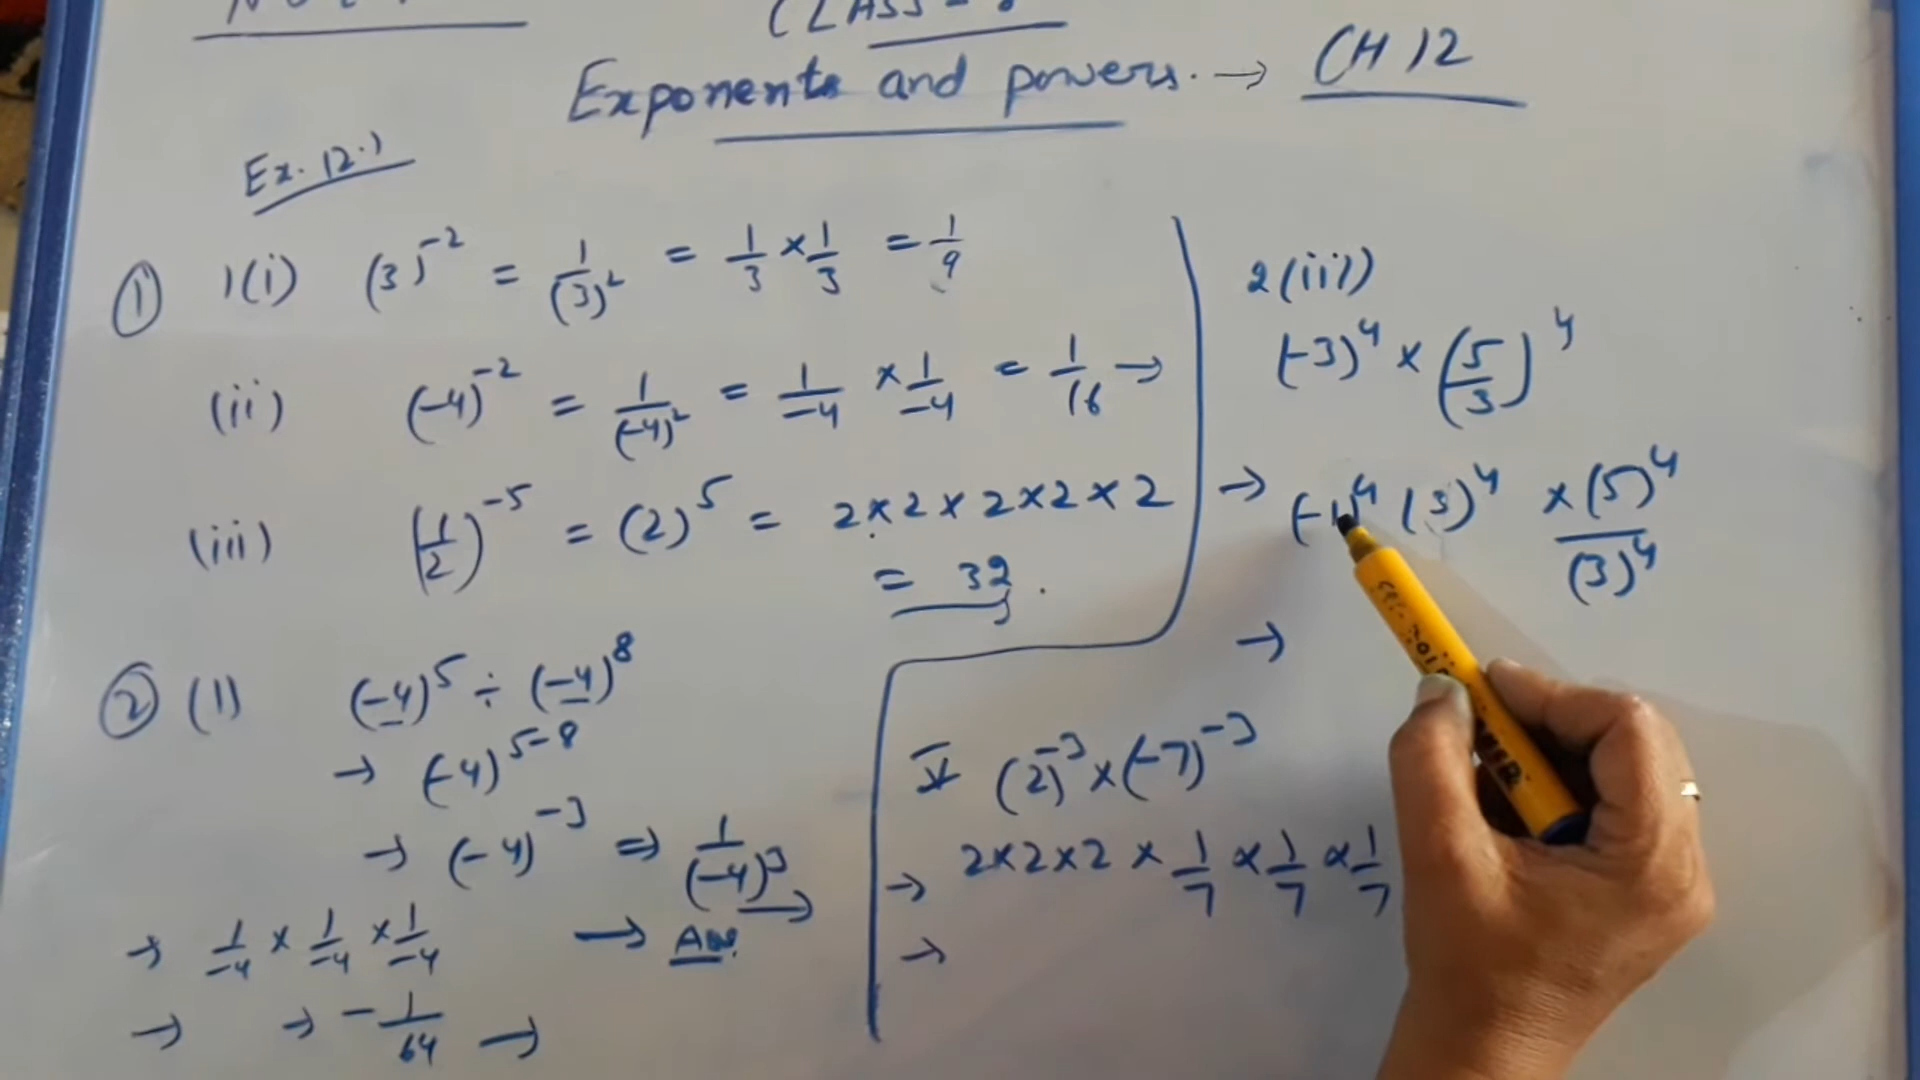 Exponents and powers. → CH 12
Ex. 12.1
① 1(i) (3)⁻² = 1/(3)² = 1/3 × 1/3 = 1/9
(ii) (-4)⁻² = 1/(-4)² = 1/-4 × 1/-4 = 1/16 →
(iii) (1/2)⁻⁵ = (2)⁵ = 2×2×2×2×2
= 32.
② (1) (-4)⁵ ÷ (-4)⁸
→ (-4)⁵⁻⁸
→ (-4)⁻³ ⇒ 1/(-4)³
→ 1/-4 × 1/-4 × 1/-4 → An.
→ → -1/64 →
2(iii)
(-3)⁴ × (5/3)⁴
→ (-1)⁴ (3)⁴ × (5)⁴/(3)⁴
→
V (2)⁻³ × (-7)⁻³
→ 2×2×2 × 1/7 × 1/7 × 1/7
→